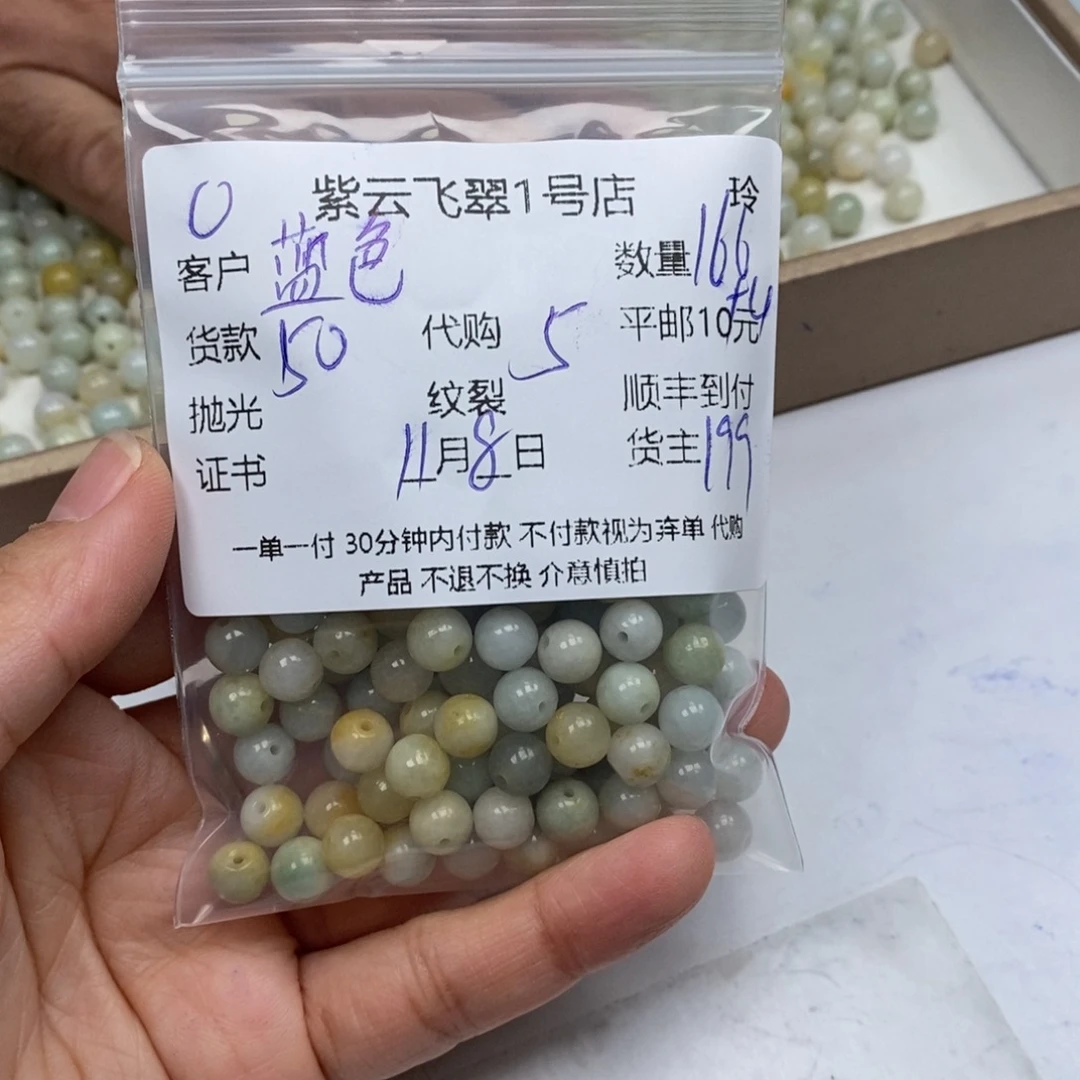 0 紫云飞翠1号店 玲
客户 蓝色 数量 166
货款 50 代购 5 平邮10元
抛光 纹裂 顺丰到付
证书 11月8日 货主 199
一单一付 30分钟内付款 不付款视为弃单 代购
产品 不退不换 介意慎拍